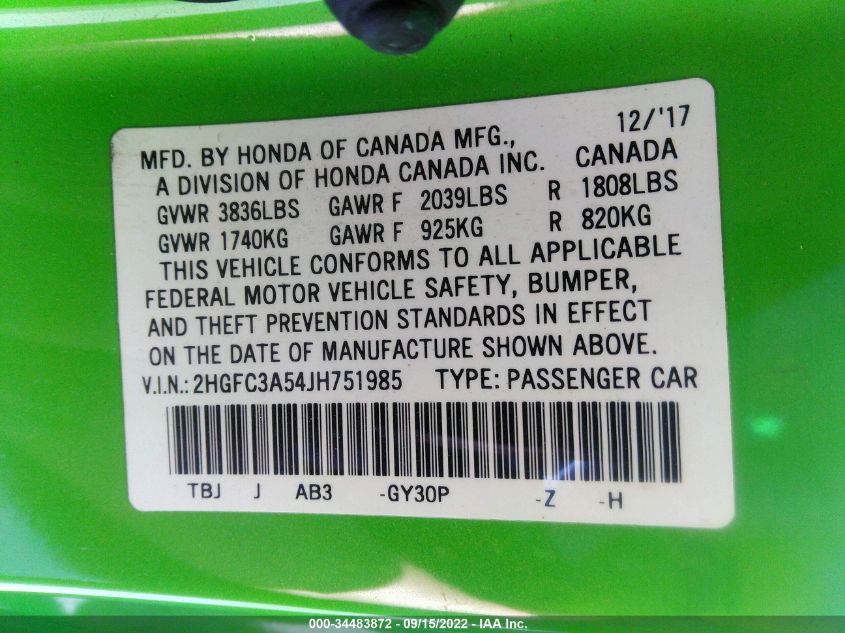 12/'17
MFD. BY HONDA OF CANADA MFG.,
A DIVISION OF HONDA CANADA INC. CANADA
GVWR 3836LBS GAWR F 2039LBS R 1808LBS
GVWR 1740KG GAWR F 925KG R 820KG
THIS VEHICLE CONFORMS TO ALL APPLICABLE
FEDERAL MOTOR VEHICLE SAFETY, BUMPER,
AND THEFT PREVENTION STANDARDS IN EFFECT
ON THE DATE OF MANUFACTURE SHOWN ABOVE.
V.I.N.: 2HGFC3A54JH751985 TYPE: PASSENGER CAR
TBJ J AB3 -GY30P -Z -H
000-34483872 - 09/15/2022 - IAA Inc.